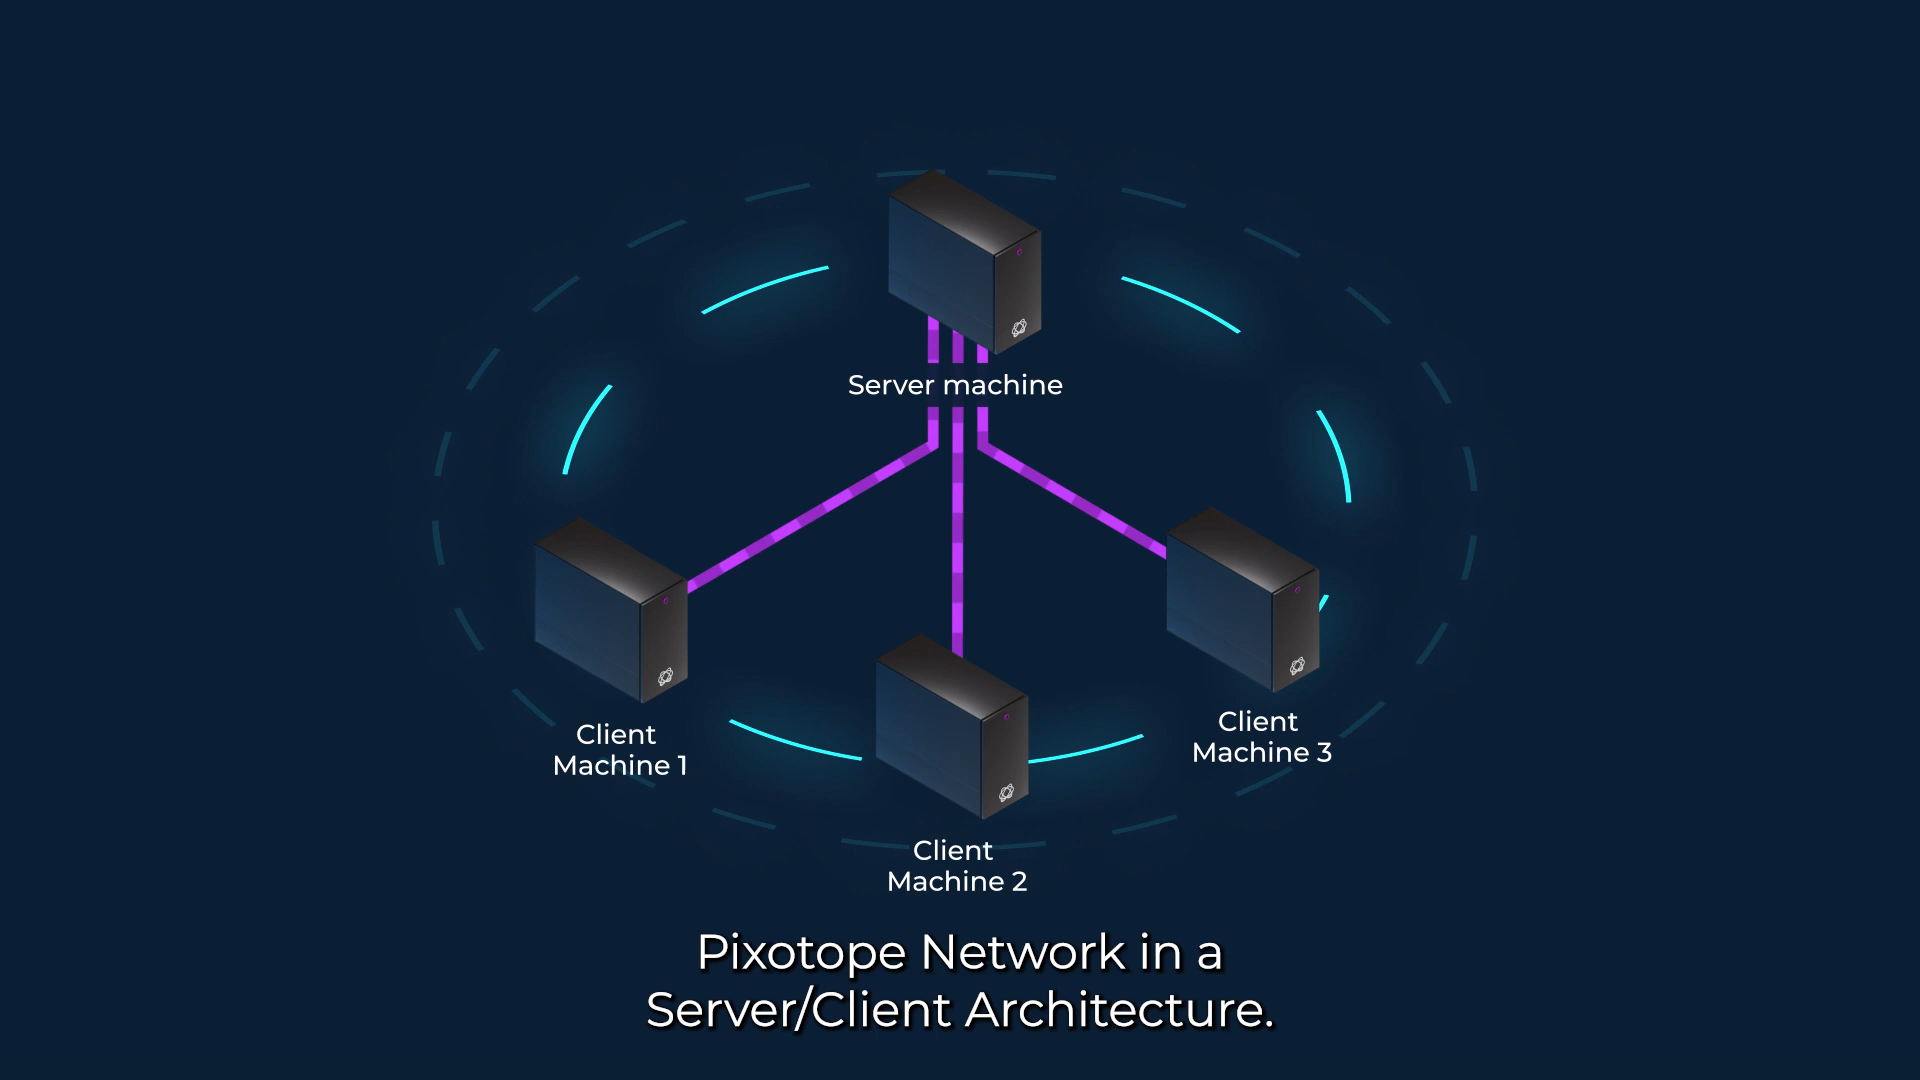 Server machine
Client
Machine 1
Client
Machine 3
Client
Machine 2
Pixotope Network in a
Server/Client Architecture.